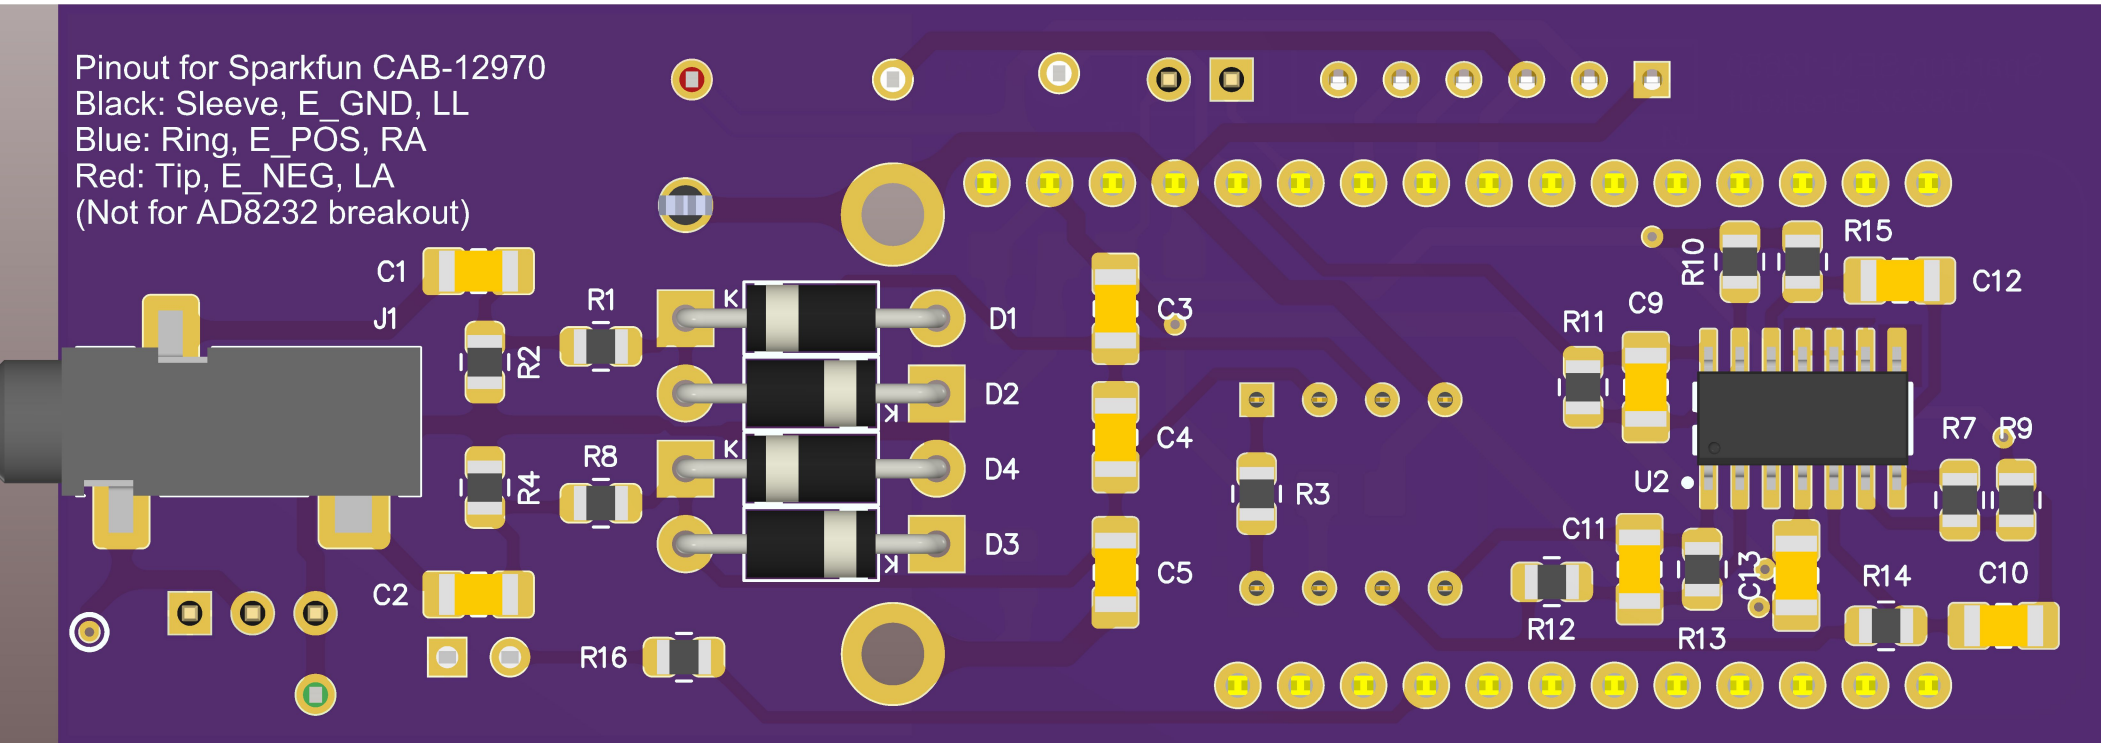 Pinout for Sparkfun CAB-12970
Black: Sleeve, E_GND, LL
Blue: Ring, E_POS, RA
Red: Tip, E_NEG, LA
(Not for AD8232 breakout)
C1
J1
R1
R2
K
D1
C3
D2
K
C4
R8
R4
K
D4
R3
C2
D3
K
C5
R16
R10
R15
C12
C9
R11
R7
R9
U2
C11
C13
R14
C10
R12
R13